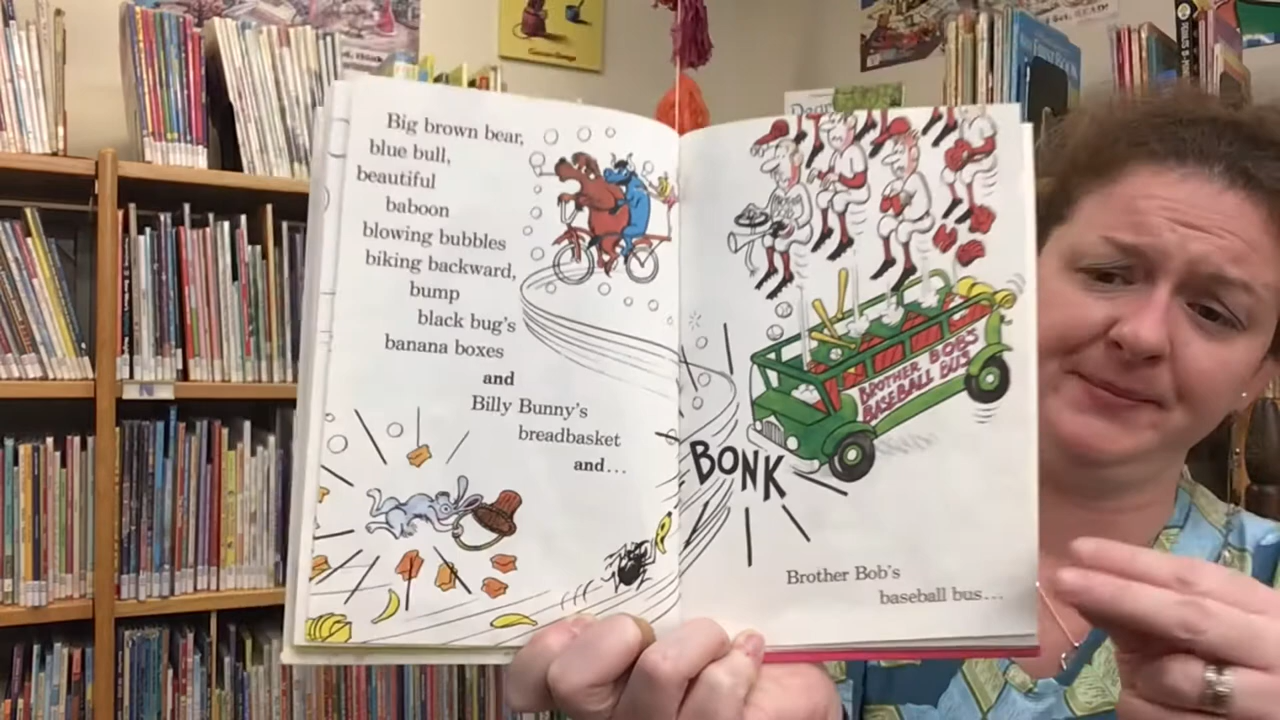 Big brown bear,
blue bull,
beautiful
baboon
blowing bubbles
biking backward,
bump
black bug's
banana boxes
and
Billy Bunny's
breadbasket
and...
BONK
BROTHER BOB'S
BASEBALL BUS
Brother Bob's
baseball bus...
Dear
N